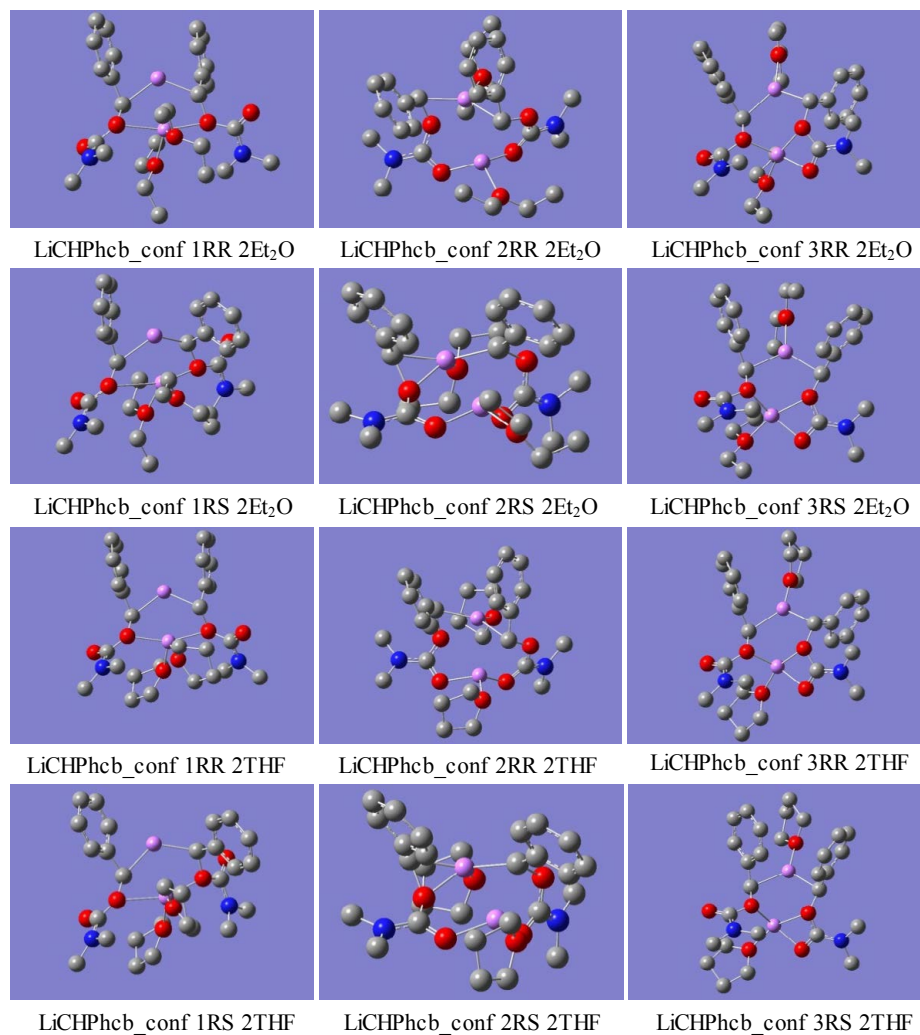 LiCHPhcb_conf 1RR 2Et₂O
LiCHPhcb_conf 2RR 2Et₂O
LiCHPhcb_conf 3RR 2Et₂O
LiCHPhcb_conf 1RS 2Et₂O
LiCHPhcb_conf 2RS 2Et₂O
LiCHPhcb_conf 3RS 2Et₂O
LiCHPhcb_conf 1RR 2THF
LiCHPhcb_conf 2RR 2THF
LiCHPhcb_conf 3RR 2THF
LiCHPhcb_conf 1RS 2THF
LiCHPhcb_conf 2RS 2THF
LiCHPhcb_conf 3RS 2THF